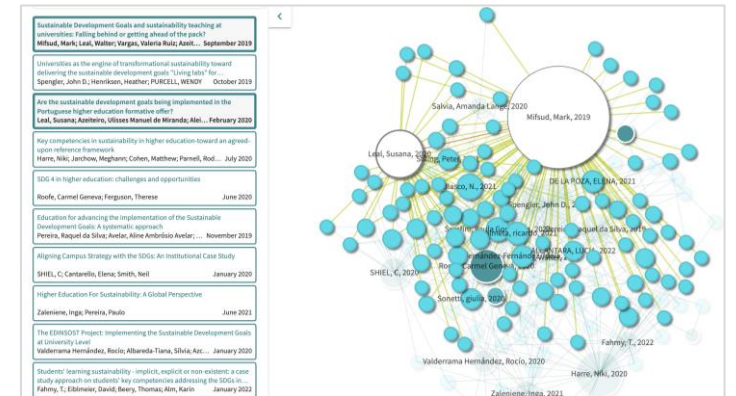 Sustainable Development Goals and sustainability teaching at
universities: Falling behind or getting ahead of the pack?
Mifsud, Mark; Leal, Walter; Vargas, Valeria Ruiz; Azeit... September 2019
Universities as the engine of transformational sustainability toward
delivering the sustainable development goals "Living labs" for...
Spengler, John D.; Henriksen, Heather; PURCELL, WENDY October 2019
Are the sustainable development goals being implemented in the
Portuguese higher education formative offer?
Leal, Susana; Azeiteiro, Ulisses Manuel de Miranda; Alei... February 2020
Key competencies in sustainability in higher education-toward an agreed-
upon reference framework
Harre, Niki; Jarchow, Meghann; Cohen, Matthew; Parnell, Rod... July 2020
SDG 4 in higher education: challenges and opportunities
Roofe, Carmel Geneva; Ferguson, Therese June 2020
Education for advancing the implementation of the Sustainable
Development Goals: A systematic approach
Pereira, Raquel da Silva; Avelar, Aline Ambrósio Avelar; ... November 2019
Aligning Campus Strategy with the SDGs: An Institutional Case Study
SHIEL, C; Cantarello, Elena; Smith, Neil January 2020
Higher Education For Sustainability: A Global Perspective
Zaleniene, Inga; Pereira, Paulo June 2021
The EDINSOST Project: Implementing the Sustainable Development Goals
at University Level
Valderrama Hernández, Rocío; Albareda-Tiana, Sílvia; Azc... January 2020
Students' learning sustainability - implicit, explicit or non-existent: a case
study approach on students' key competencies addressing the SDGs in...
Fahmy, T.; Eiblmeier, David; Beery, Thomas; Alm, Karin January 2022
Salvia, Amanda Lange, 2020
Mifsud, Mark, 2019
Leal, Susana, 2020
DE LA POZA, ELENA, 2021
SHIEL, C, 2020
Sonetti, giulia, 2020
Fahmy, T., 2022
Valderrama Hernández, Rocío, 2020
Harre, Niki, 2020
Zaleniene, Inga, 2021